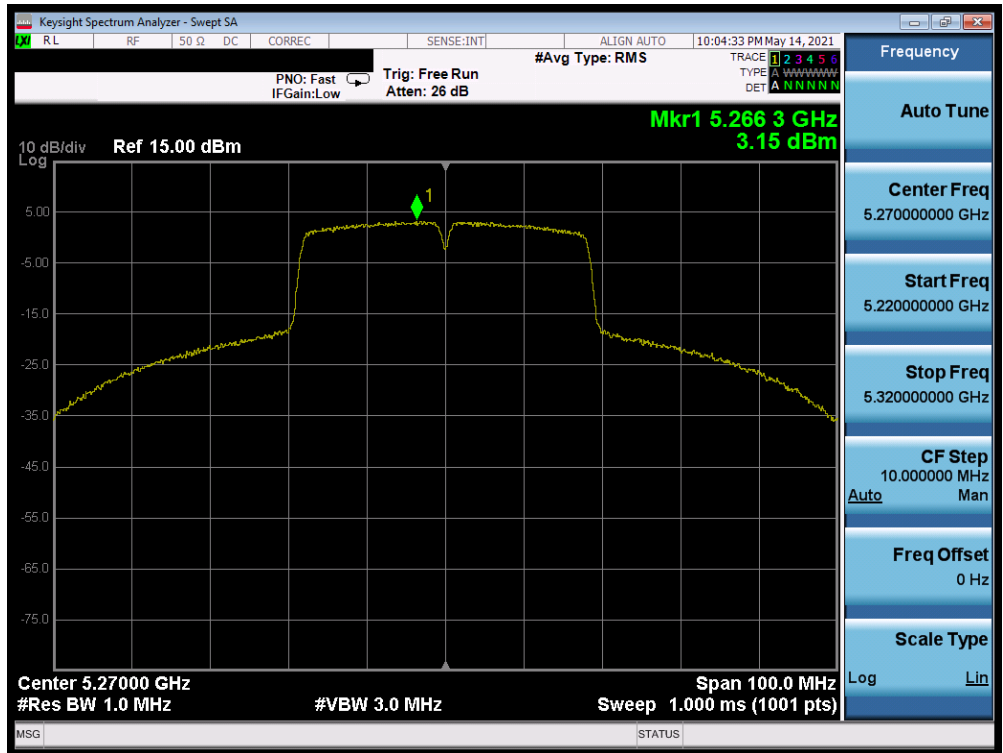 Keysight Spectrum Analyzer - Swept SA
LXI RL RF 50 Ω DC CORREC SENSE:INT ALIGN AUTO 10:04:33 PM May 14, 2021
PNO: Fast
IFGain:Low
Trig: Free Run
Atten: 26 dB
#Avg Type: RMS
TRACE 1 2 3 4 5 6
TYPE A WWWWW
DET A N N N N N
Mkr1 5.266 3 GHz
3.15 dBm
10 dB/div Ref 15.00 dBm
Log
1
5.00
-5.00
-15.0
-25.0
-35.0
-45.0
-55.0
-65.0
-75.0
Center 5.27000 GHz Span 100.0 MHz
#Res BW 1.0 MHz #VBW 3.0 MHz Sweep 1.000 ms (1001 pts)
MSG STATUS
Frequency
Auto Tune
Center Freq
5.270000000 GHz
Start Freq
5.220000000 GHz
Stop Freq
5.320000000 GHz
CF Step
10.000000 MHz
Auto Man
Freq Offset
0 Hz
Scale Type
Log Lin